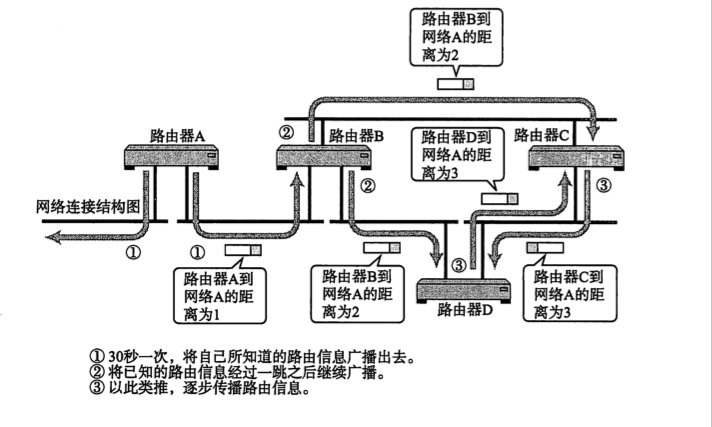 路由器B到
网络A的距
离为2
②
路由器A
路由器B
路由器D到
网络A的距
离为3
路由器C
②
③
网络连接结构图
①
①
③
路由器A到
网络A的距
离为1
路由器B到
网络A的距
离为2
路由器D
路由器C到
网络A的距
离为3
① 30秒一次，将自己所知道的路由信息广播出去。
② 将已知的路由信息经过一跳之后继续广播。
③ 以此类推，逐步传播路由信息。